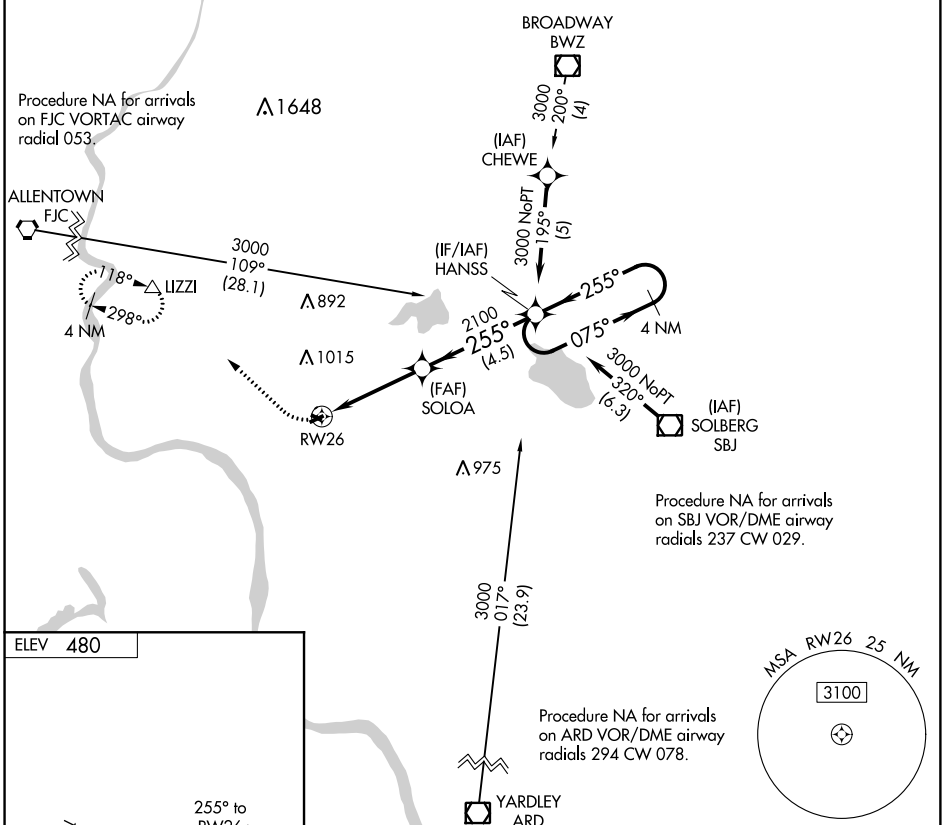 BROADWAY
BWZ
Procedure NA for arrivals
on FJC VORTAC airway
radial 053.
1648
3000
200°
(4)
(IAF)
CHEWE
ALLENTOWN
FJC
3000
109°
(28.1)
3000 NoPT
195°
(5)
(IF/IAF)
HANSS
118°
LIZZI
298°
4 NM
892
255°
075°
4 NM
2100
255°
(4.5)
1015
(FAF)
SOLOA
3000 NoPT
320°
(6.3)
(IAF)
SOLBERG
SBJ
RW26
975
Procedure NA for arrivals
on SBJ VOR/DME airway
radials 237 CW 029.
3000
017°
(23.9)
ELEV 480
MSA RW26 25 NM
3100
Procedure NA for arrivals
on ARD VOR/DME airway
radials 294 CW 078.
255° to
RW26
YARDLEY
ARD